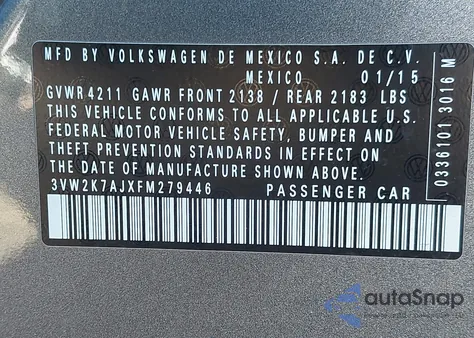 MFD BY VOLKSWAGEN DE MEXICO S.A. DE C.V.
MEXICO 01/15
GVWR 4211 GAWR FRONT 2138 / REAR 2183 LBS
THIS VEHICLE CONFORMS TO ALL APPLICABLE U.S.
FEDERAL MOTOR VEHICLE SAFETY, BUMPER AND
THEFT PREVENTION STANDARDS IN EFFECT ON
THE DATE OF MANUFACTURE SHOWN ABOVE.
3VW2K7AJXFM279446 PASSENGER CAR
0336101 3016 M
autoSnap